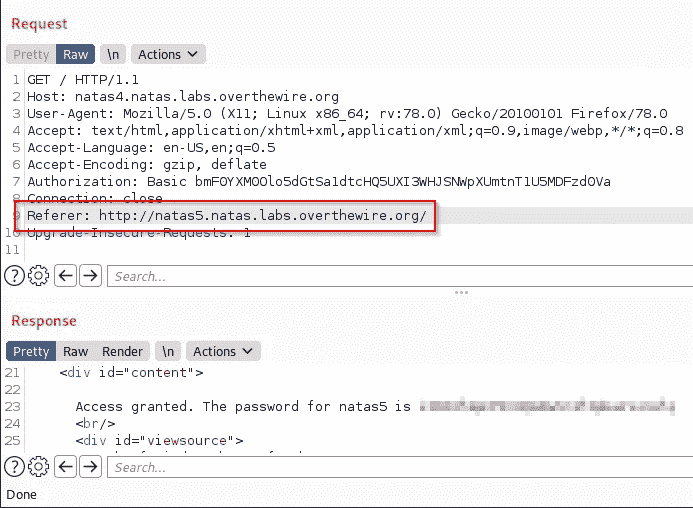 Request
Pretty Raw \n Actions
1 GET / HTTP/1.1
2 Host: natas4.natas.labs.overthewire.org
3 User-Agent: Mozilla/5.0 (X11; Linux x86_64; rv:78.0) Gecko/20100101 Firefox/78.0
4 Accept: text/html,application/xhtml+xml,application/xml;q=0.9,image/webp,*/*;q=0.8
5 Accept-Language: en-US,en;q=0.5
6 Accept-Encoding: gzip, deflate
7 Authorization: Basic
8 Connection: close
9 Referer: http://natas5.natas.labs.overthewire.org/
10 Upgrade-Insecure-Requests: 1
11
? Search...
Response
Pretty Raw Render \n Actions
21 <div id="content">
22
23 Access granted. The password for natas5 is
24 <br/>
25 <div id="viewsource">
? Search...
Done